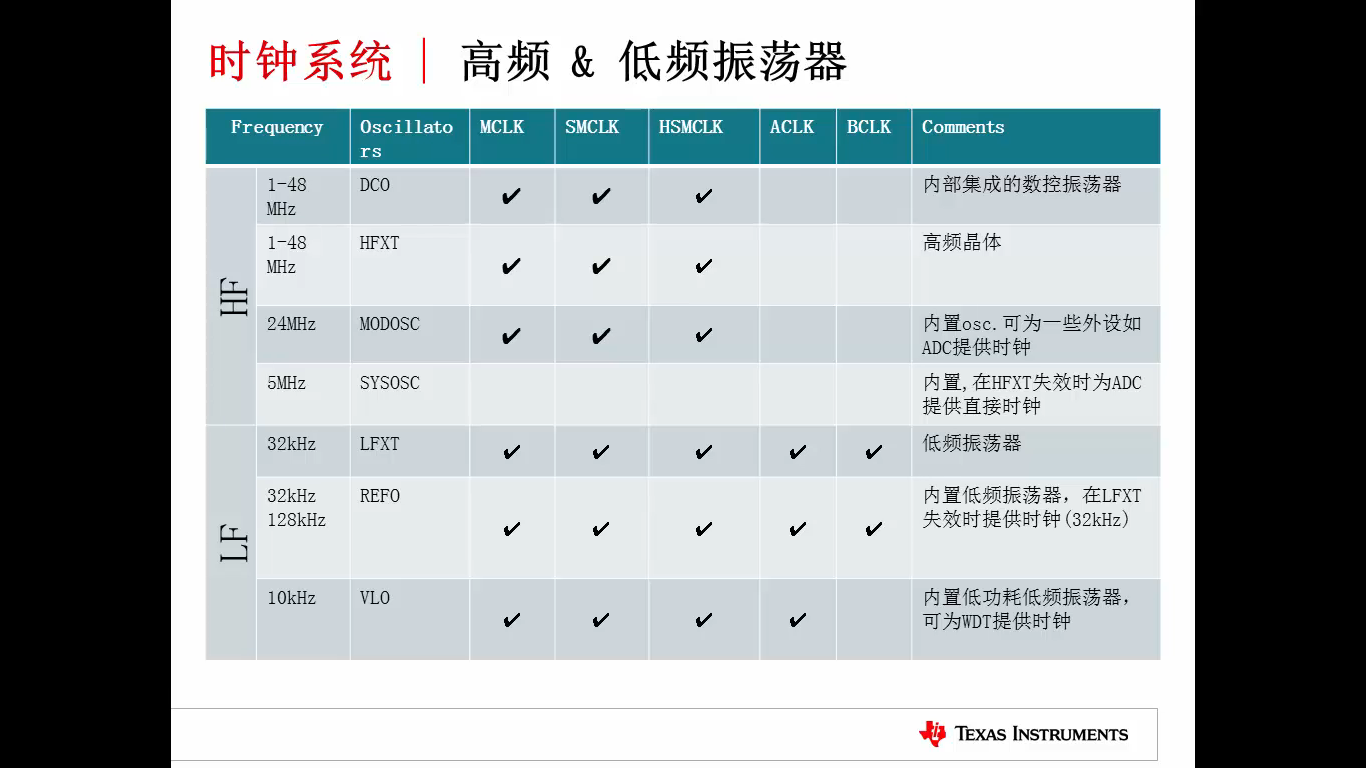 时钟系统 | 高频 & 低频振荡器
Frequency Oscillato MCLK SMCLK HSMCLK ACLK BCLK Comments
rs
HF
1-48 DCO ✔ ✔ ✔ 内部集成的数控振荡器
MHz
1-48 HFXT ✔ ✔ ✔ 高频晶体
MHz
24MHz MODOSC ✔ ✔ ✔ 内置osc.可为一些外设如
ADC提供时钟
5MHz SYSOSC 内置,在HFXT失效时为ADC
提供直接时钟
LF
32kHz LFXT ✔ ✔ ✔ ✔ ✔ 低频振荡器
32kHz REFO ✔ ✔ ✔ ✔ ✔ 内置低频振荡器，在LFXT
128kHz 失效时提供时钟(32kHz)
10kHz VLO ✔ ✔ ✔ ✔ 内置低功耗低频振荡器，
可为WDT提供时钟
TEXAS INSTRUMENTS